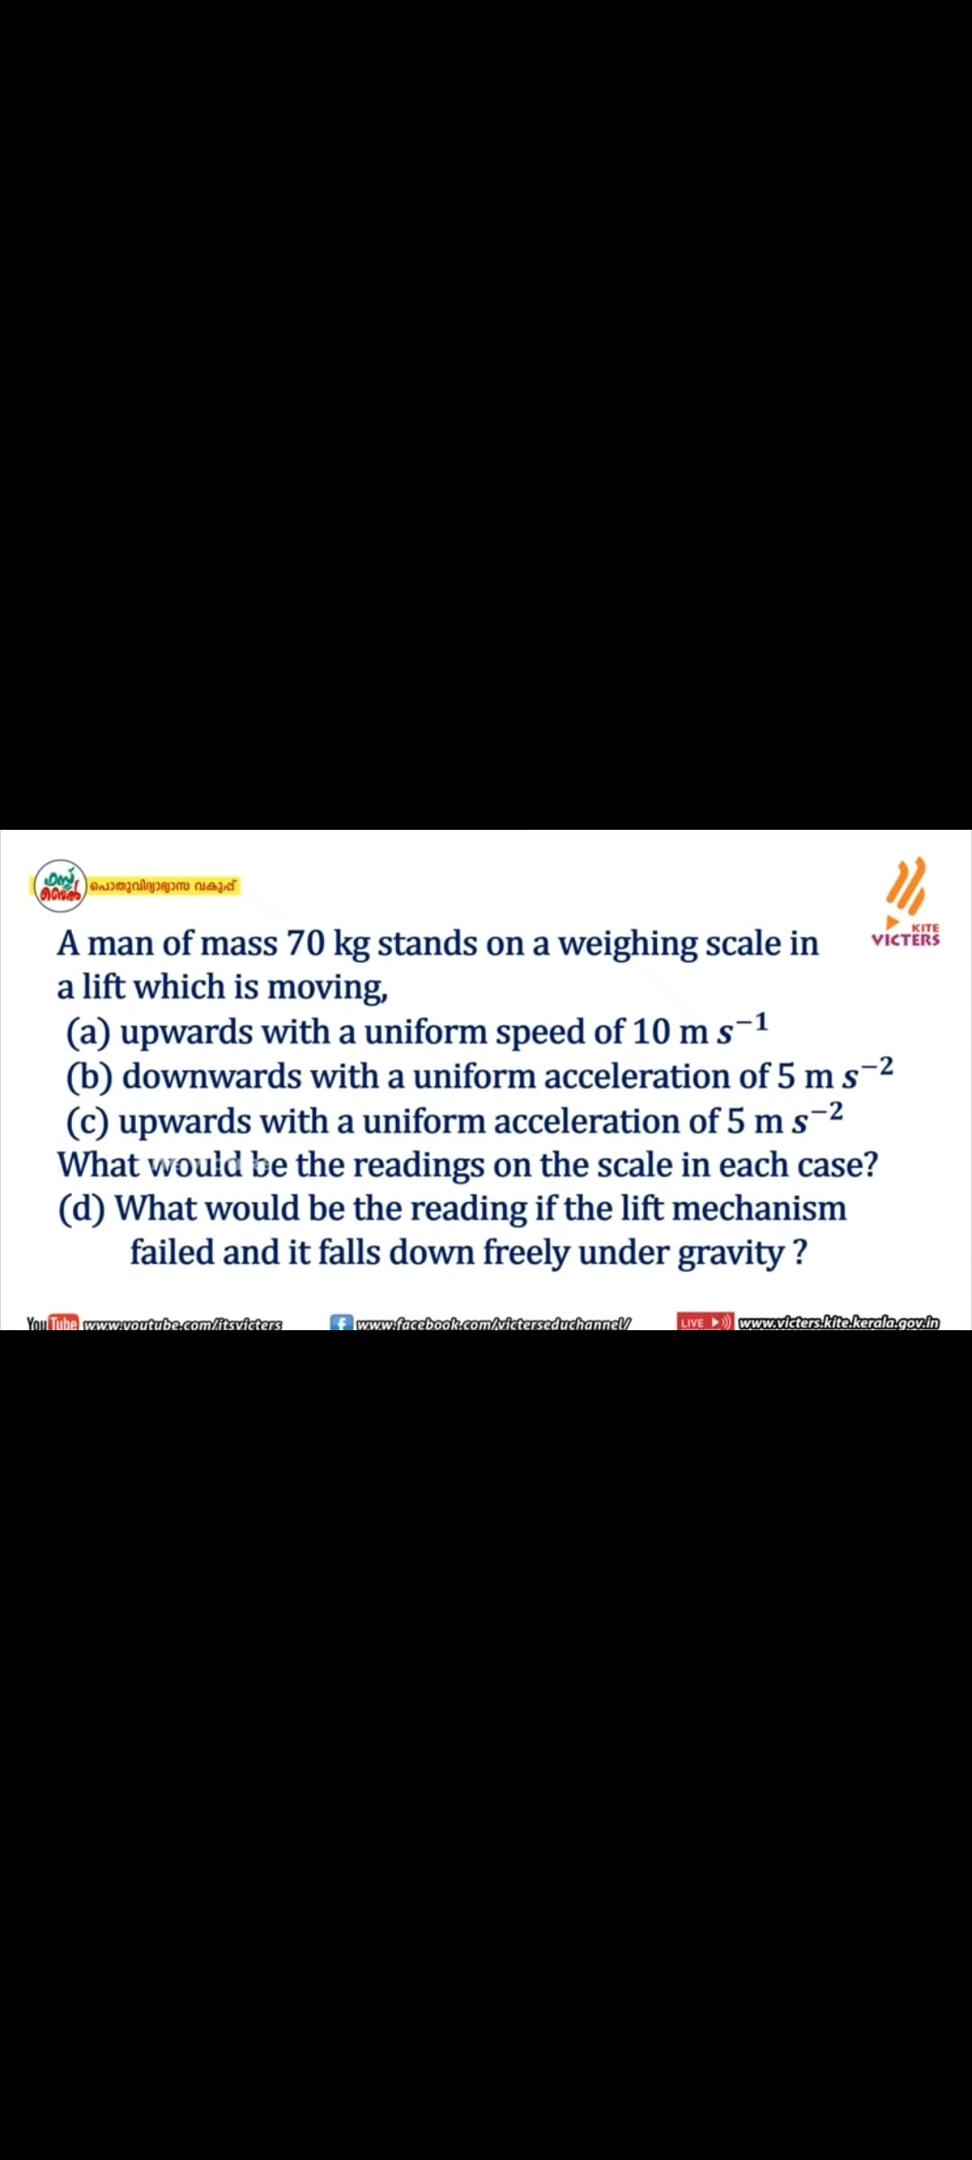 ഫസ്റ്റ് ബെൽ പൊതുവിദ്യാഭ്യാസ വകുപ്പ്
KITE
VICTERS
A man of mass 70 kg stands on a weighing scale in
a lift which is moving,
(a) upwards with a uniform speed of 10 m s⁻¹
(b) downwards with a uniform acceleration of 5 m s⁻²
(c) upwards with a uniform acceleration of 5 m s⁻²
What would be the readings on the scale in each case?
(d) What would be the reading if the lift mechanism
failed and it falls down freely under gravity ?
You Tube www.youtube.com/itsvicters f www.facebook.com/victerseduchannel/ LIVE www.victers.kite.kerala.gov.in